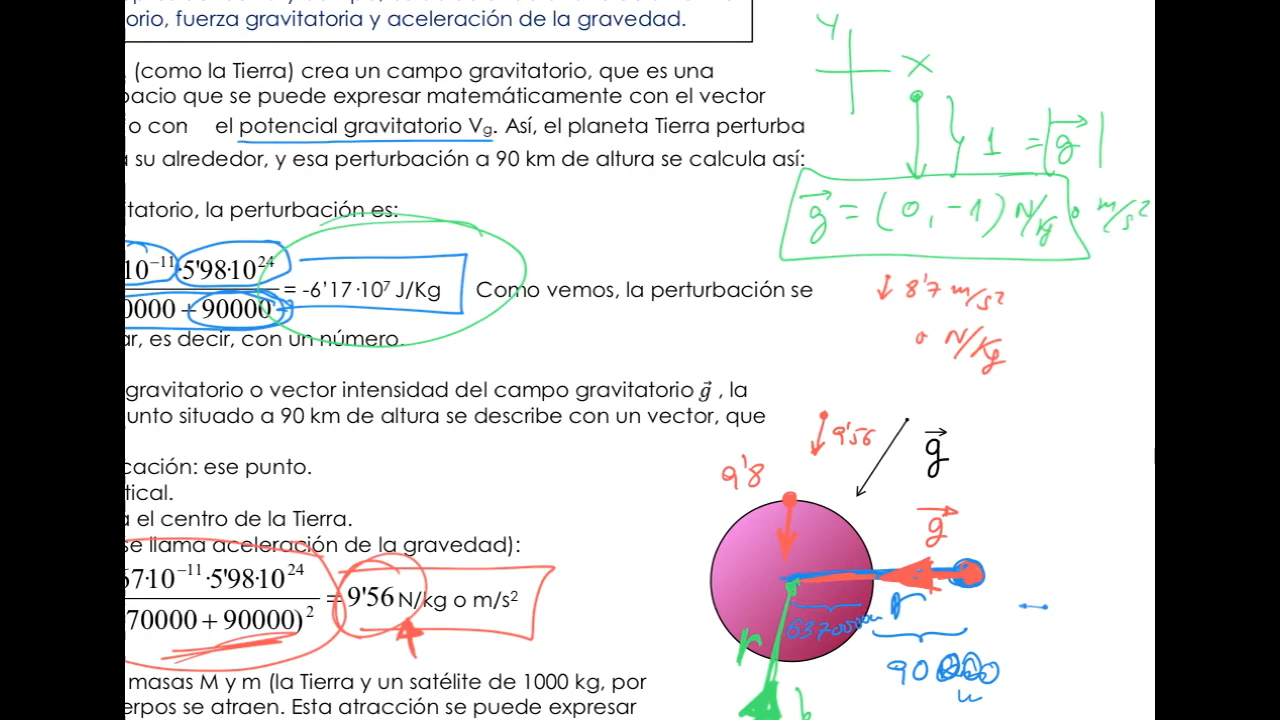 orio, fuerza gravitatoria y aceleración de la gravedad.
(como la Tierra) crea un campo gravitatorio, que es una
pacio que se puede expresar matemáticamente con el vector
o con el potencial gravitatorio Vg. Así, el planeta Tierra perturba
su alrededor, y esa perturbación a 90 km de altura se calcula así:
itatorio, la perturbación es:
10⁻¹¹·5'98·10²⁴
0000 + 90000
= -6'17·10⁷ J/Kg Como vemos, la perturbación se
ar, es decir, con un número.
gravitatorio o vector intensidad del campo gravitatorio g⃗ , la
unto situado a 90 km de altura se describe con un vector, que
cación: ese punto.
tical.
a el centro de la Tierra.
se llama aceleración de la gravedad):
67·10⁻¹¹·5'98·10²⁴
70000 + 90000)²
= 9'56 N/kg o m/s²
masas M y m (la Tierra y un satélite de 1000 kg, por
erpos se atraen. Esta atracción se puede expresar
Y
X
1 = |g⃗|
g⃗ = (0, -1) N/Kg o m/s²
8'7 m/s²
o N/Kg
9'56
g⃗
9'8
g⃗
r
r
90
h